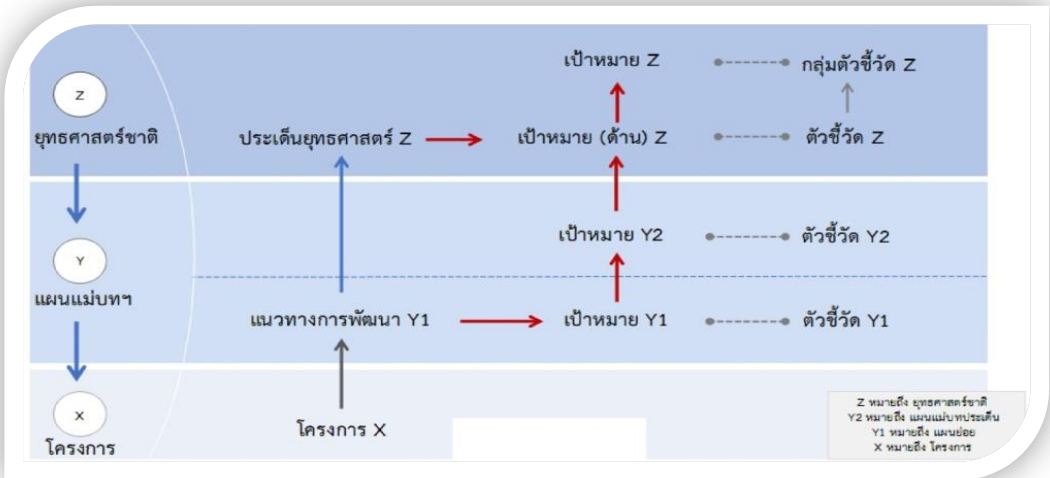 เป้าหมาย Z กลุ่มตัวชี้วัด Z
Z
ยุทธศาสตร์ชาติ ประเด็นยุทธศาสตร์ Z เป้าหมาย (ด้าน) Z ตัวชี้วัด Z
เป้าหมาย Y2 ตัวชี้วัด Y2
Y
แผนแม่บทฯ
แนวทางการพัฒนา Y1 เป้าหมาย Y1 ตัวชี้วัด Y1
X
โครงการ
โครงการ X
Z หมายถึง ยุทธศาสตร์ชาติ
Y2 หมายถึง แผนแม่บทประเด็น
Y1 หมายถึง แผนย่อย
X หมายถึง โครงการ